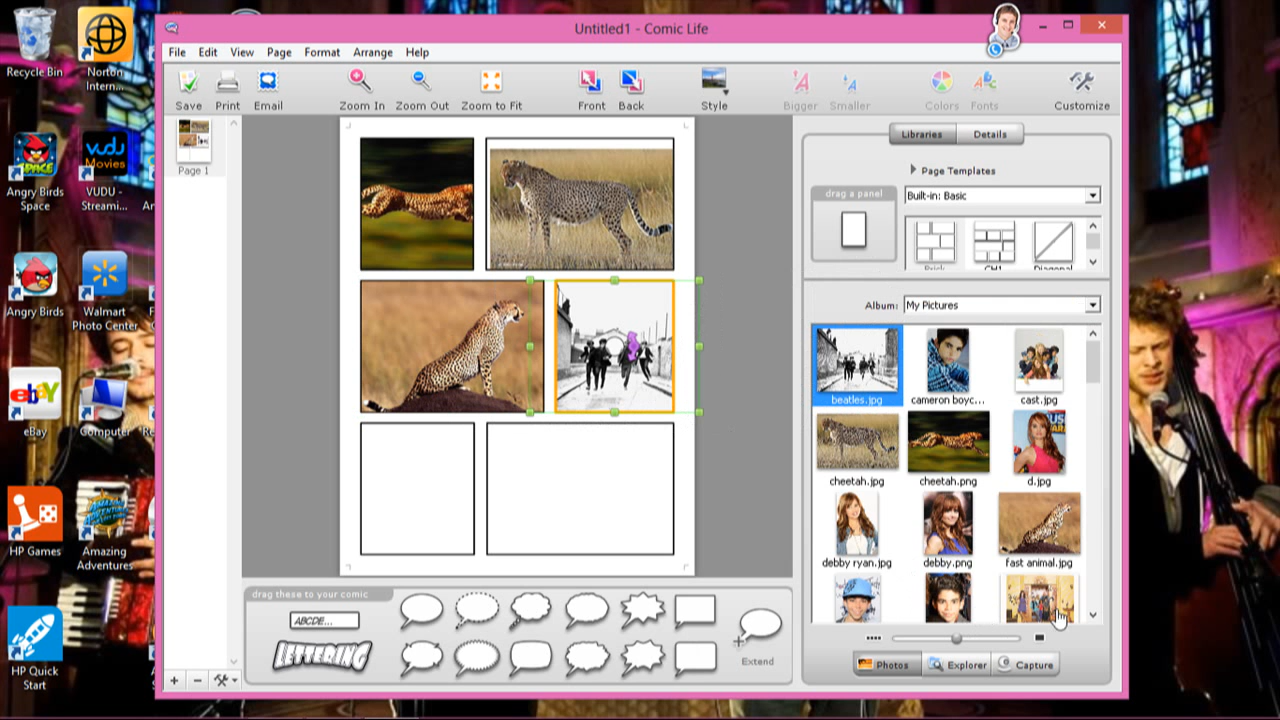 Untitled1 - Comic Life
File Edit View Page Format Arrange Help
Save Print Email Zoom In Zoom Out Zoom to Fit Front Back Style Bigger Smaller Colors Fonts Customize
Recycle Bin
Norton Intern...
Angry Birds Space
vudu Movies
VUDU - Streami...
Angry Birds
Walmart Photo Center
ebay
eBay
Computer
HP Games
AMAZING ADVENTURES
Amazing Adventures
HP Quick Start
Page 1
Libraries Details
Page Templates
drag a panel
Built-in: Basic
Brick CH1 Diagonal
Album: My Pictures
beatles.jpg cameron boyc... cast.jpg
cheetah.jpg cheetah.png d.jpg
debby ryan.jpg debby.png fast animal.jpg
drag these to your comic
ABCDE...
LETTERING
Extend
Photos Explorer Capture